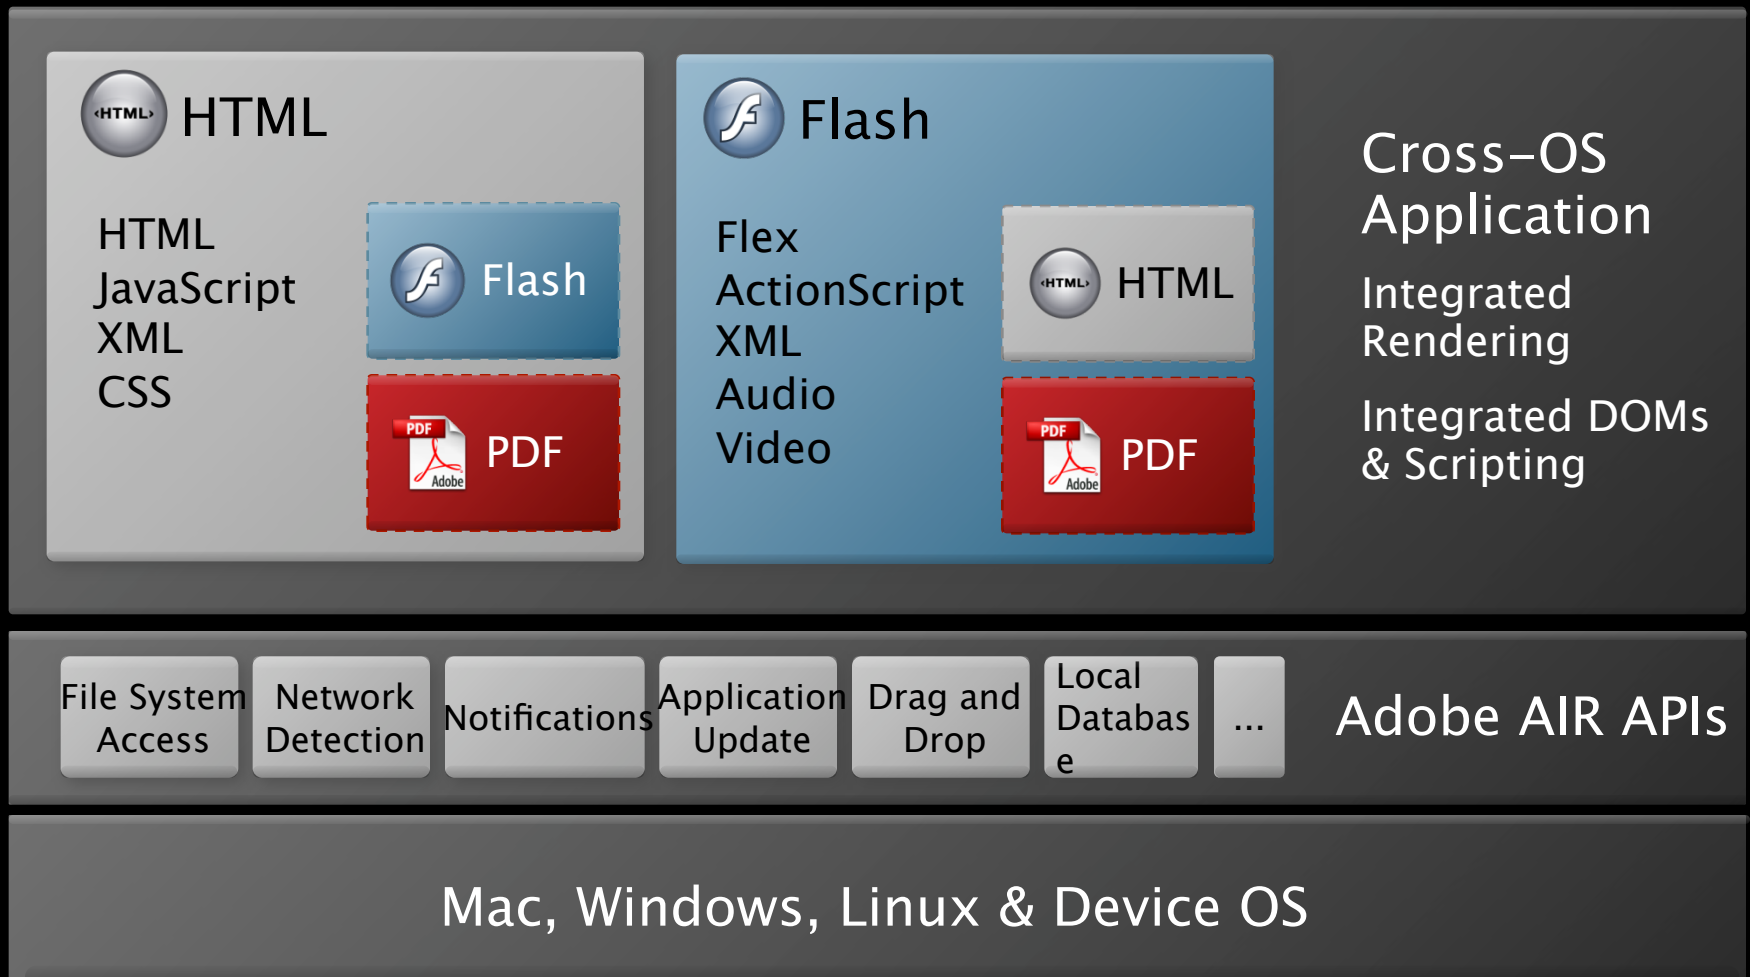 ‹HTML›
HTML
HTML
JavaScript
XML
CSS
Flash
PDF
Adobe
PDF
Flash
Flex
ActionScript
XML
Audio
Video
‹HTML›
HTML
PDF
Adobe
PDF
Cross-OS
Application
Integrated
Rendering
Integrated DOMs
& Scripting
File System
Access
Network
Detection
Notifications
Application
Update
Drag and
Drop
Local
Databas
e
...
Adobe AIR APIs
Mac, Windows, Linux & Device OS